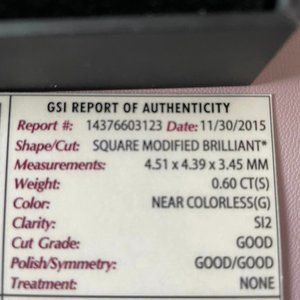 GSI REPORT OF AUTHENTICITY
Report #: 14376603123 Date: 11/30/2015
Shape/Cut: SQUARE MODIFIED BRILLIANT*
Measurements: 4.51 x 4.39 x 3.45 MM
Weight: 0.60 CT(S)
Color: NEAR COLORLESS(G)
Clarity: SI2
Cut Grade: GOOD
Polish/Symmetry: GOOD/GOOD
Treatment: NONE